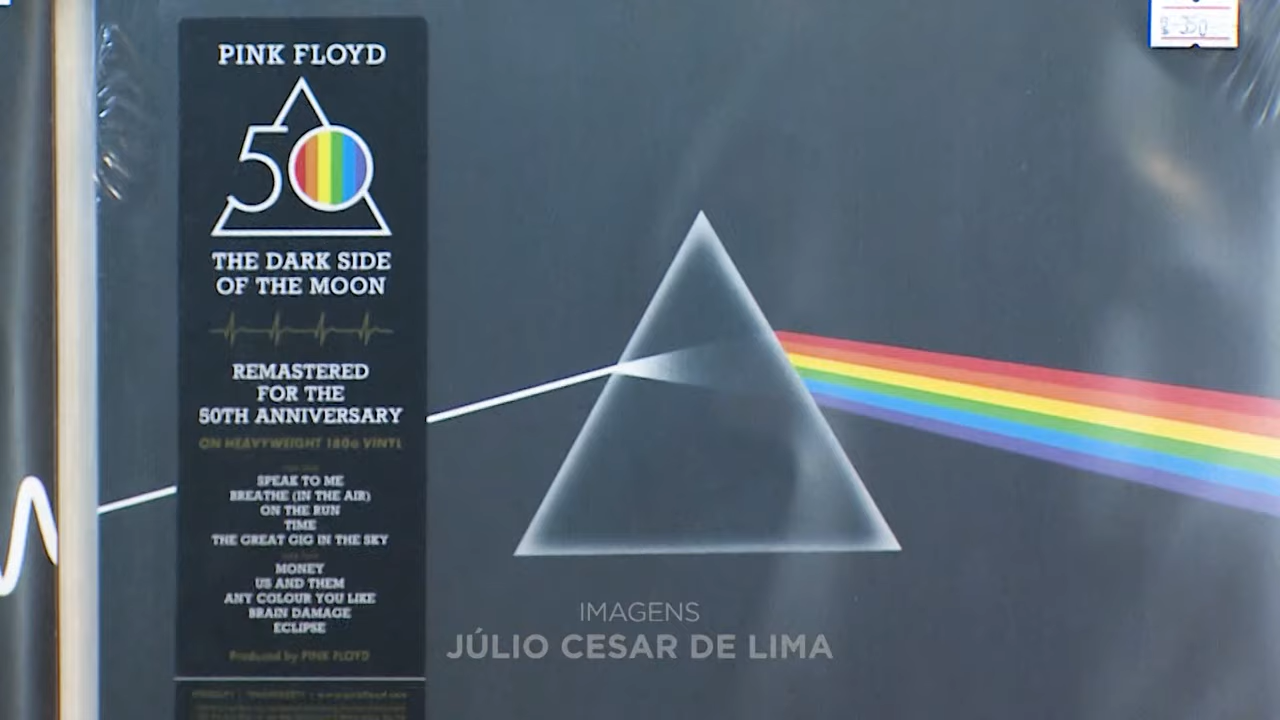 PINK FLOYD
50
THE DARK SIDE
OF THE MOON
REMASTERED
FOR THE
50TH ANNIVERSARY
ON HEAVYWEIGHT 180G VINYL
SPEAK TO ME
BREATHE (IN THE AIR)
ON THE RUN
TIME
THE GREAT GIG IN THE SKY
MONEY
US AND THEM
ANY COLOUR YOU LIKE
BRAIN DAMAGE
ECLIPSE
Produced by PINK FLOYD
IMAGENS
JÚLIO CESAR DE LIMA